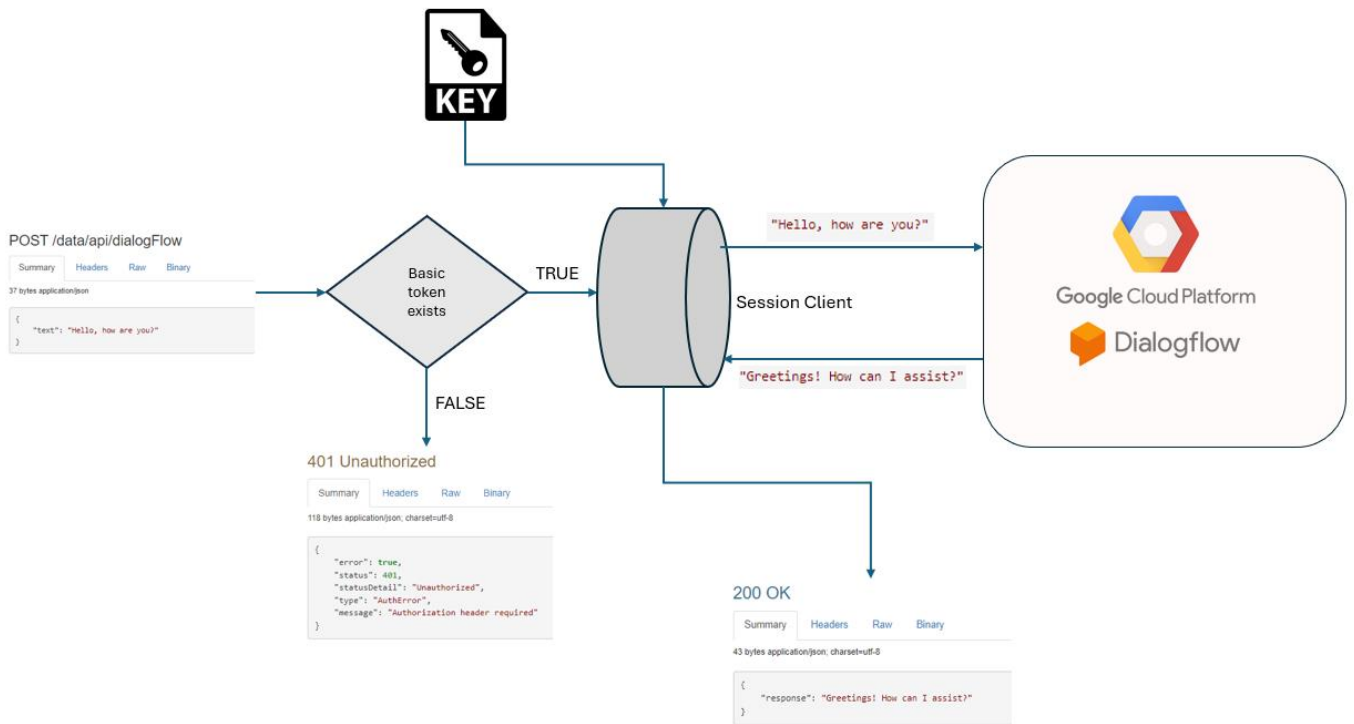 KEY
POST /data/api/dialogFlow
Summary Headers Raw Binary
37 bytes application/json
{
"text": "Hello, how are you?"
}
Basic
token
exists
TRUE
FALSE
"Hello, how are you?"
Session Client
"Greetings! How can I assist?"
Google Cloud Platform
Dialogflow
401 Unauthorized
Summary Headers Raw Binary
118 bytes application/json; charset=utf-8
{
"error": true,
"status": 401,
"statusDetail": "Unauthorized",
"type": "AuthError",
"message": "Authorization header required"
}
200 OK
Summary Headers Raw Binary
43 bytes application/json; charset=utf-8
{
"response": "Greetings! How can I assist?"
}